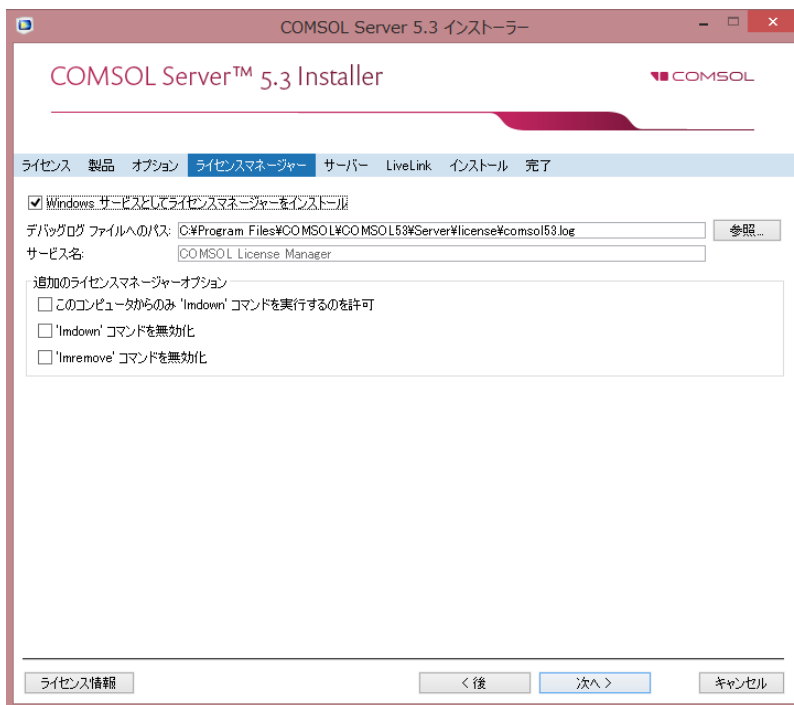 COMSOL Server 5.3 インストーラー
COMSOL Server™ 5.3 Installer
COMSOL
ライセンス 製品 オプション ライセンスマネージャー サーバー LiveLink インストール 完了
Windows サービスとしてライセンスマネージャーをインストール
デバッグログ ファイルへのパス: C:¥Program Files¥COMSOL¥COMSOL53¥Server¥license¥comsol53.log 参照...
サービス名: COMSOL License Manager
追加のライセンスマネージャーオプション
このコンピュータからのみ 'lmdown' コマンドを実行するのを許可
'lmdown' コマンドを無効化
'lmremove' コマンドを無効化
ライセンス情報 < 後 次へ > キャンセル